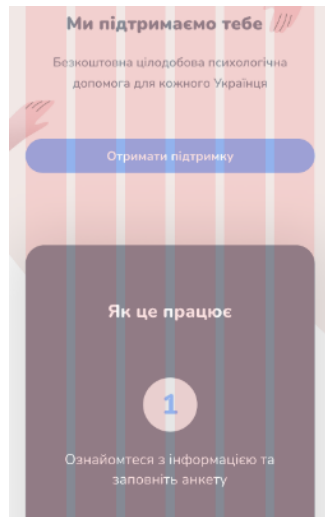 Ми підтримаємо тебе
Безкоштовна цілодобова психологічна
допомога для кожного Українця
Отримати підтримку
Як це працює
1
Ознайомтеся з інформацією та
заповніть анкету